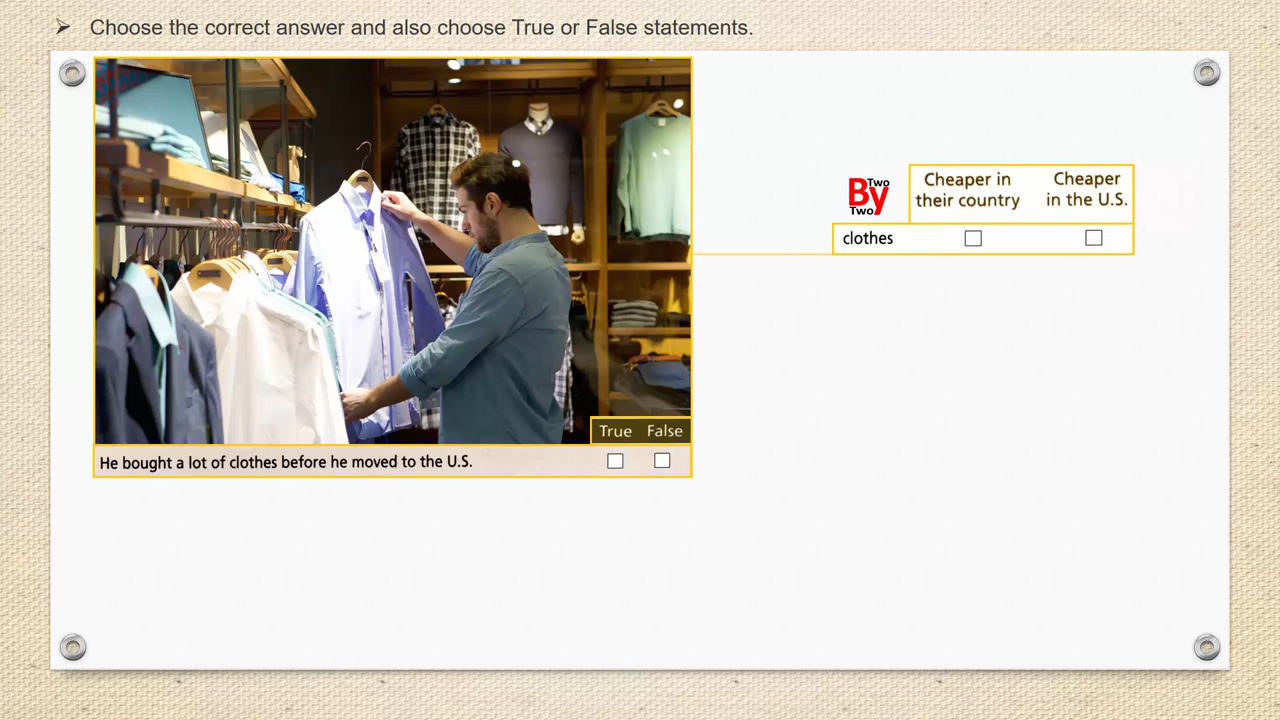 Choose the correct answer and also choose True or False statements.
Two
By
Two
Cheaper in their country
Cheaper in the U.S.
clothes
True False
He bought a lot of clothes before he moved to the U.S.